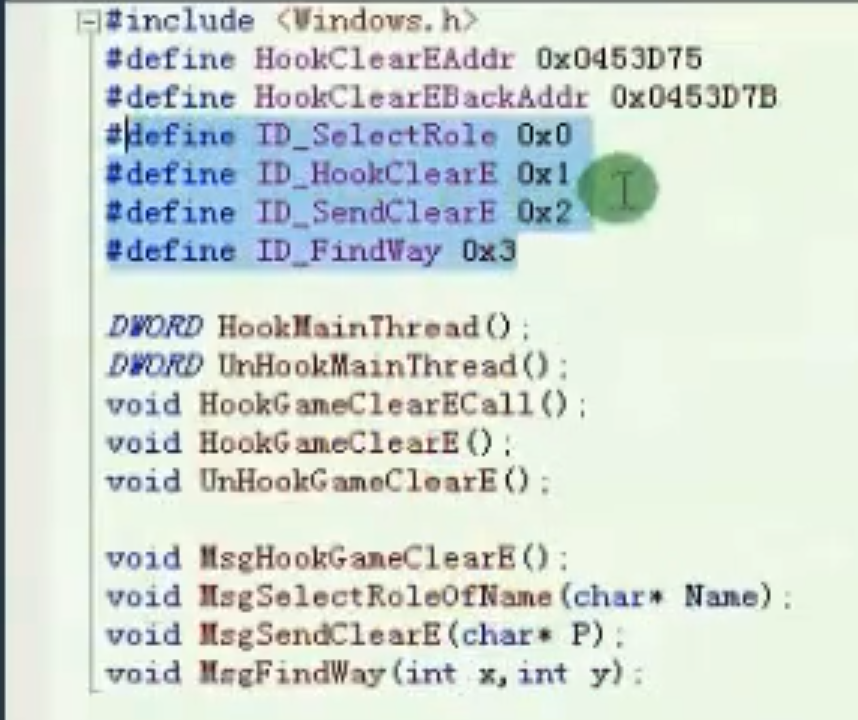 #include <Windows.h>
#define HookClearEAddr 0x0453D75
#define HookClearEBackAddr 0x0453D7B
#define ID_SelectRole 0x0
#define ID_HookClearE 0x1
#define ID_SendClearE 0x2
#define ID_FindWay 0x3
DWORD HookMainThread();
DWORD UnHookMainThread();
void HookGameClearECall();
void HookGameClearE();
void UnHookGameClearE();
void MsgHookGameClearE();
void MsgSelectRoleOfName(char* Name);
void MsgSendClearE(char* P);
void MsgFindWay(int x,int y);